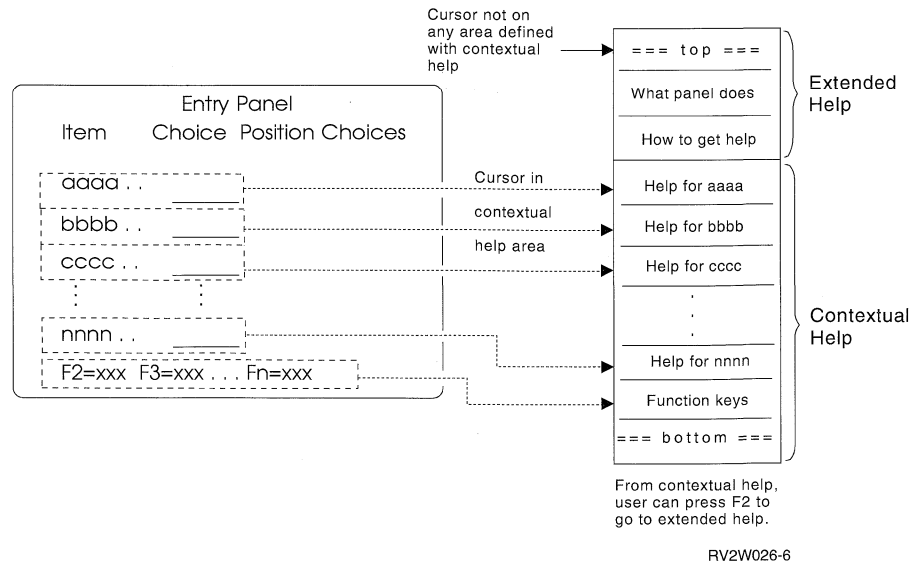 Cursor not on
any area defined
with contextual
help
=== top ===
What panel does
How to get help
Extended
Help
Entry Panel
Item Choice Position Choices
aaaa . .
bbbb . .
cccc . .
nnnn . .
F2=xxx F3=xxx . . . Fn=xxx
Cursor in
contextual
help area
Help for aaaa
Help for bbbb
Help for cccc
Help for nnnn
Function keys
=== bottom ===
Contextual
Help
From contextual help,
user can press F2 to
go to extended help.
RV2W026-6